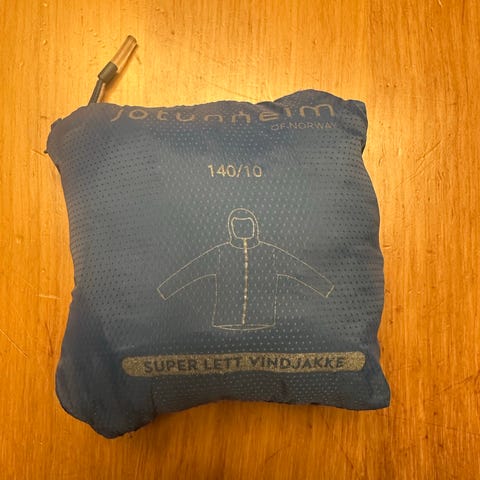 jotunheim
OF NORWAY
140/10
SUPER LETT VINDJAKKE